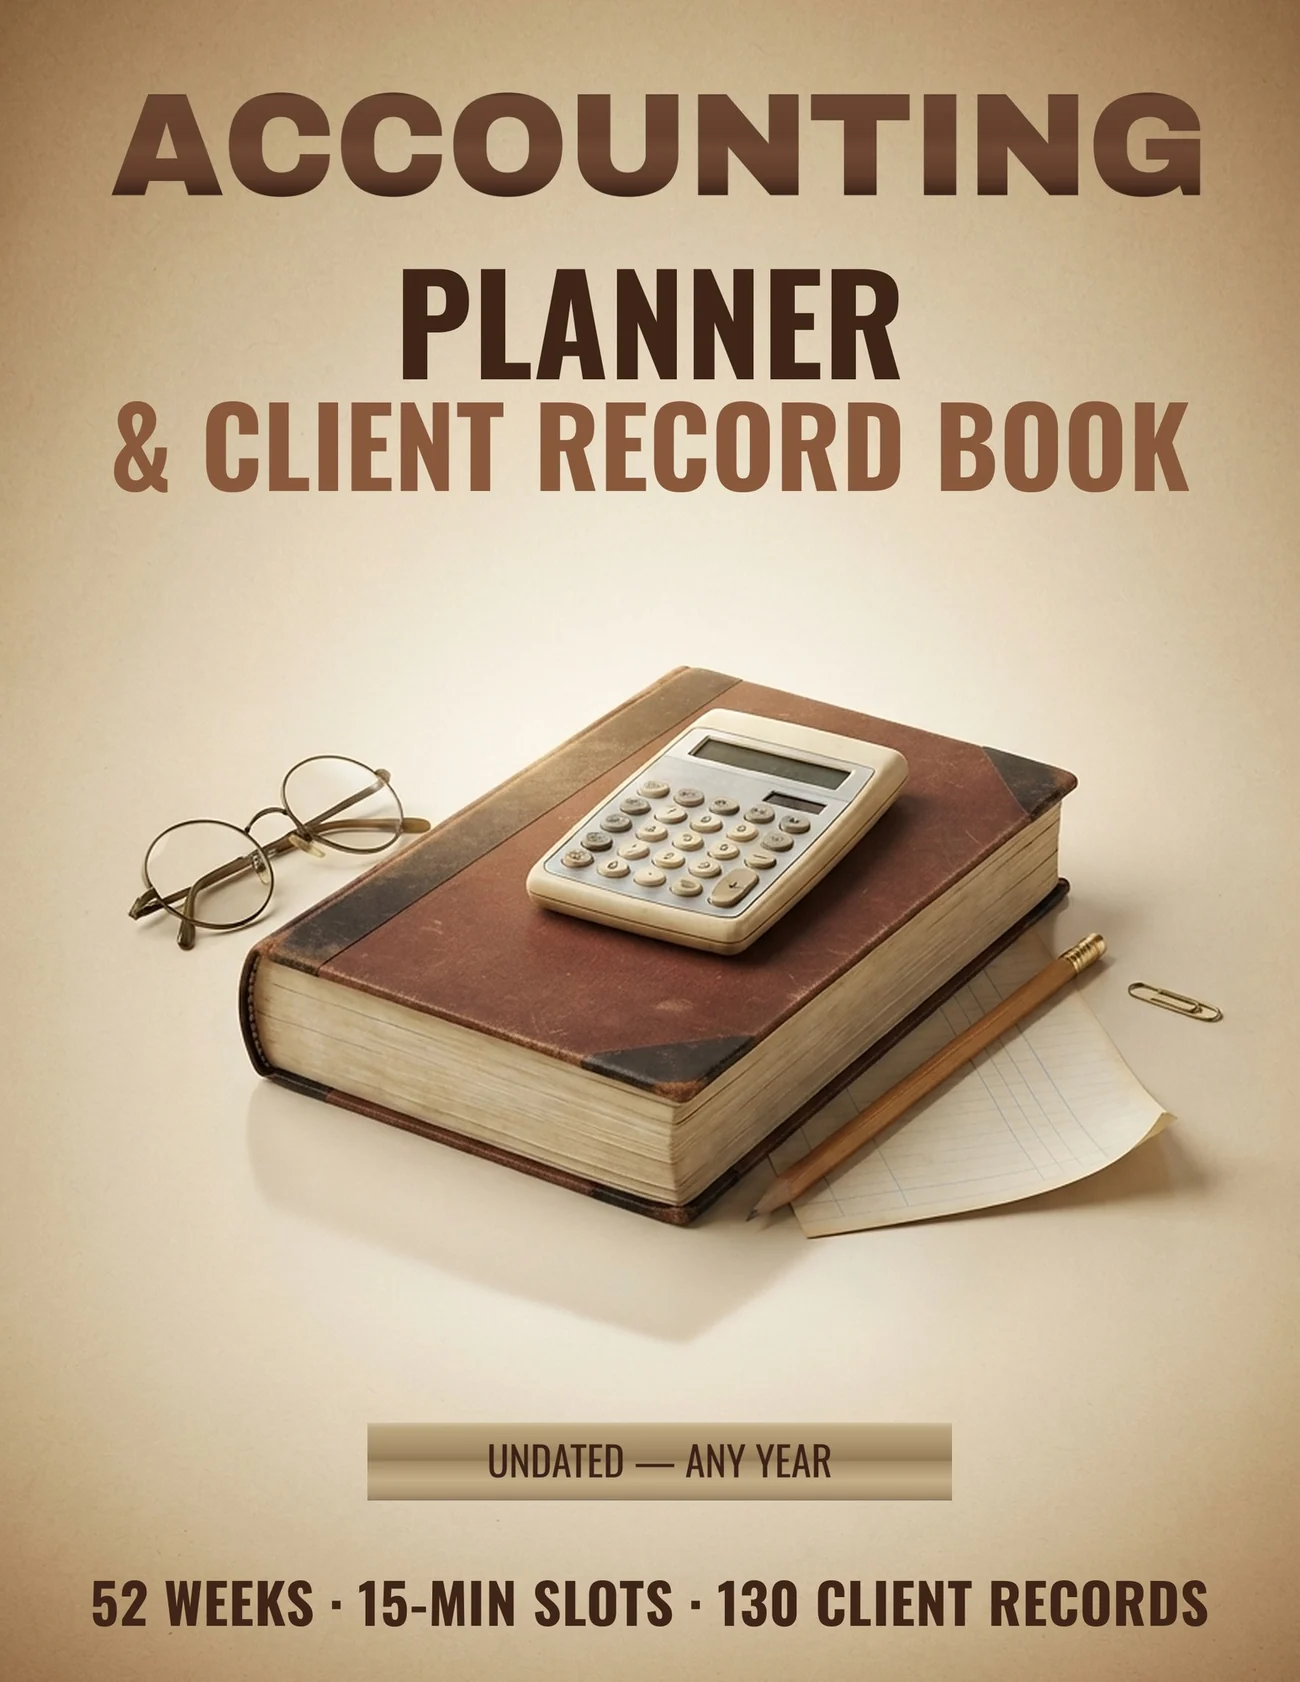 ACCOUNTING
PLANNER
& CLIENT RECORD BOOK
UNDATED — ANY YEAR
52 WEEKS · 15-MIN SLOTS · 130 CLIENT RECORDS